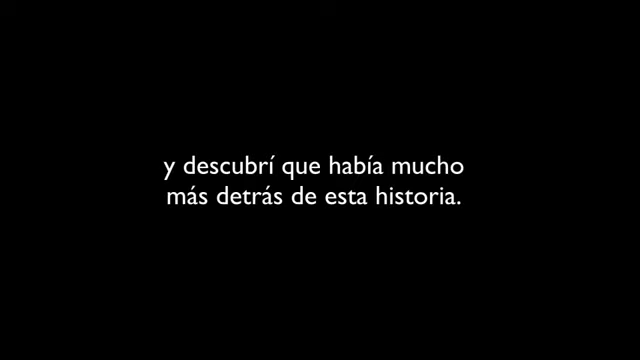 y descubrí que había mucho
más detrás de esta historia.